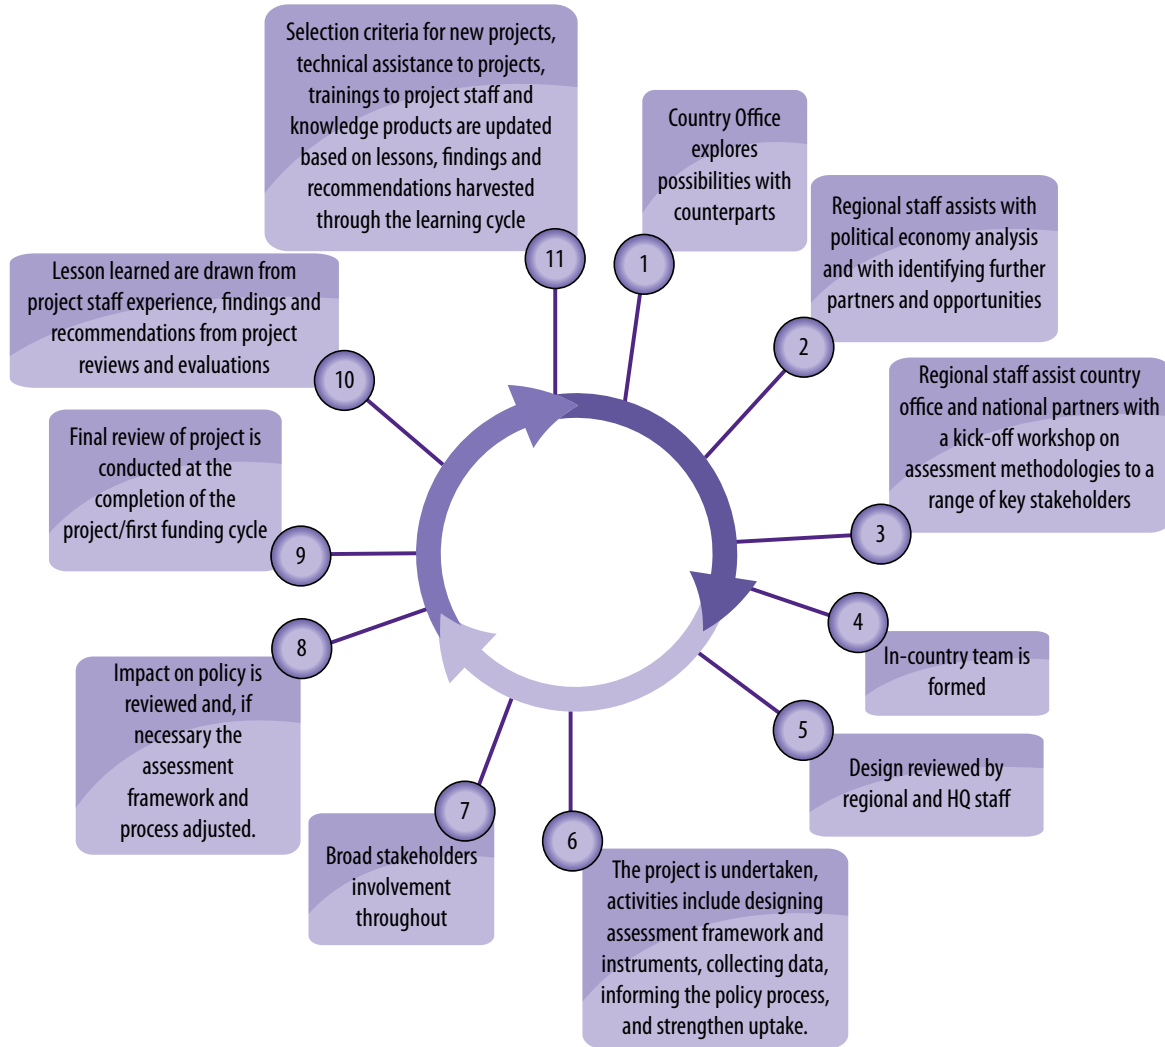 Selection criteria for new projects,
technical assistance to projects,
trainings to project staff and
knowledge products are updated
based on lessons, findings and
recommendations harvested
through the learning cycle
11
Country Office
explores
possibilities with
counterparts
1
Regional staff assists with
political economy analysis
and with identifying further
partners and opportunities
2
Regional staff assist country
office and national partners with
a kick-off workshop on
assessment methodologies to a
range of key stakeholders
3
4
In-country team is
formed
5
Design reviewed by
regional and HQ staff
6
The project is undertaken,
activities include designing
assessment framework and
instruments, collecting data,
informing the policy process,
and strengthen uptake.
7
Broad stakeholders
involvement
throughout
8
Impact on policy is
reviewed and, if
necessary the
assessment
framework and
process adjusted.
Final review of project is
conducted at the
completion of the
project/first funding cycle
9
Lesson learned are drawn from
project staff experience, findings and
recommendations from project
reviews and evaluations
10